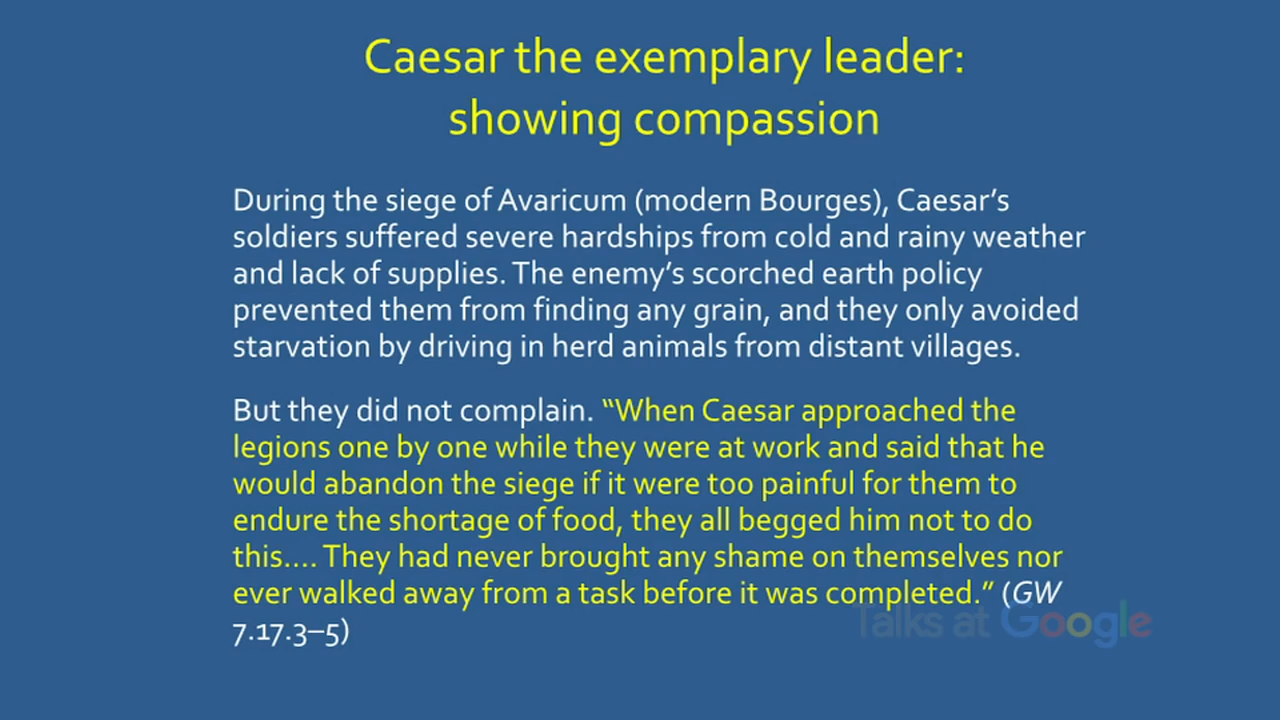 Caesar the exemplary leader:
showing compassion
During the siege of Avaricum (modern Bourges), Caesar’s
soldiers suffered severe hardships from cold and rainy weather
and lack of supplies. The enemy’s scorched earth policy
prevented them from finding any grain, and they only avoided
starvation by driving in herd animals from distant villages.
But they did not complain. “When Caesar approached the
legions one by one while they were at work and said that he
would abandon the siege if it were too painful for them to
endure the shortage of food, they all begged him not to do
this…. They had never brought any shame on themselves nor
ever walked away from a task before it was completed.” (GW
7.17.3–5)
Talks at Google